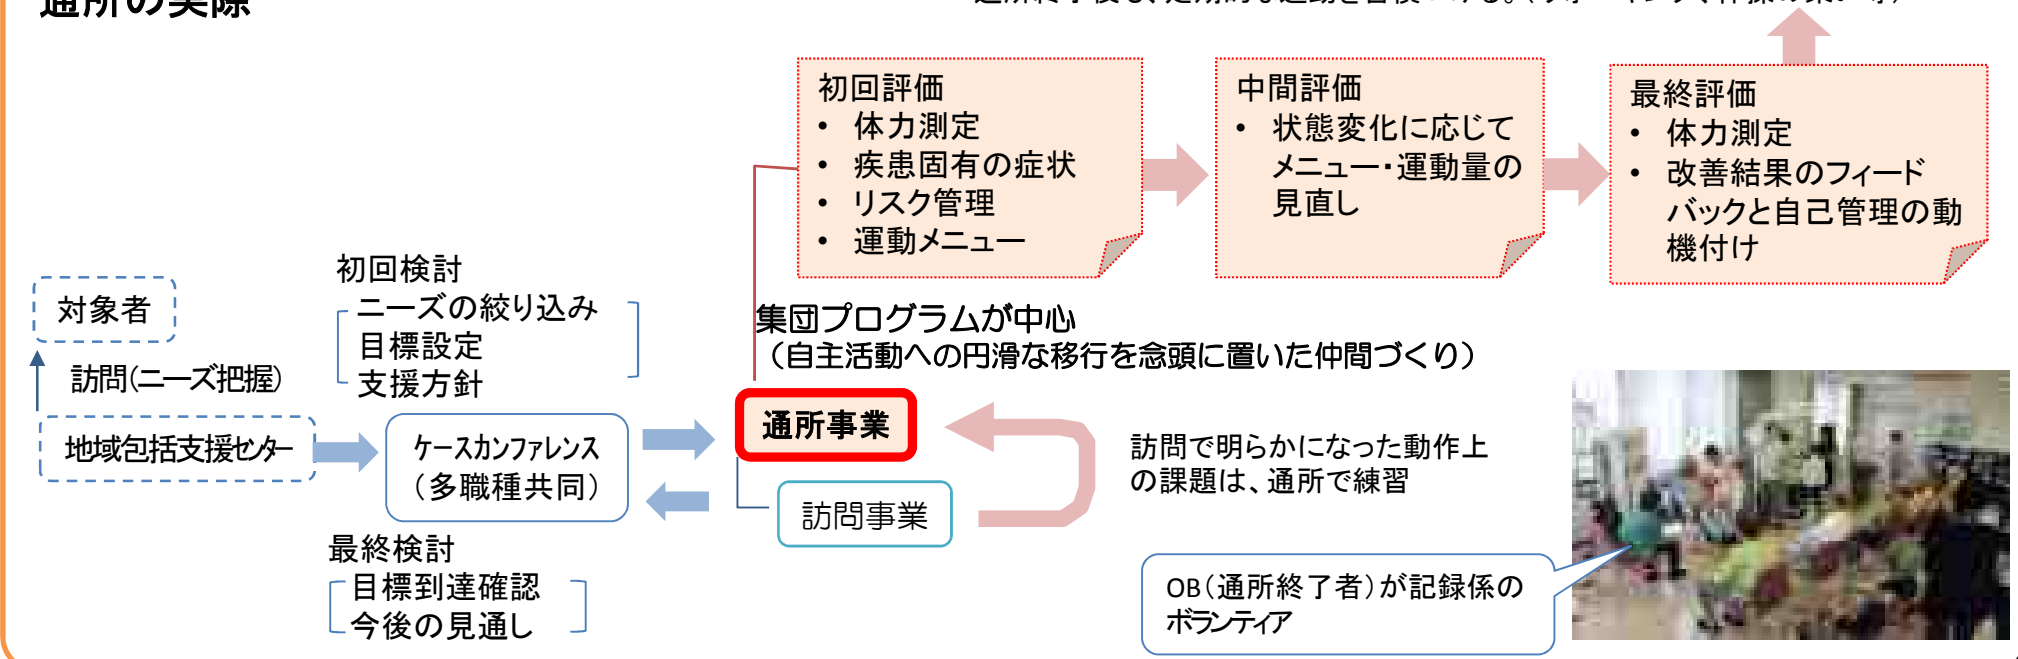 通所の実際
初回評価
• 体力測定
• 疾患固有の症状
• リスク管理
• 運動メニュー
中間評価
• 状態変化に応じて
メニュー・運動量の
見直し
最終評価
• 体力測定
• 改善結果のフィード
バックと自己管理の動
機付け
対象者
訪問(ニーズ把握)
地域包括支援センター
初回検討
ニーズの絞り込み
目標設定
支援方針
ケースカンファレンス
（多職種共同）
最終検討
目標到達確認
今後の見通し
集団プログラムが中心
（自主活動への円滑な移行を念頭に置いた仲間づくり）
通所事業
訪問事業
訪問で明らかになった動作上
の課題は、通所で練習
OB（通所終了者）が記録係の
ボランティア